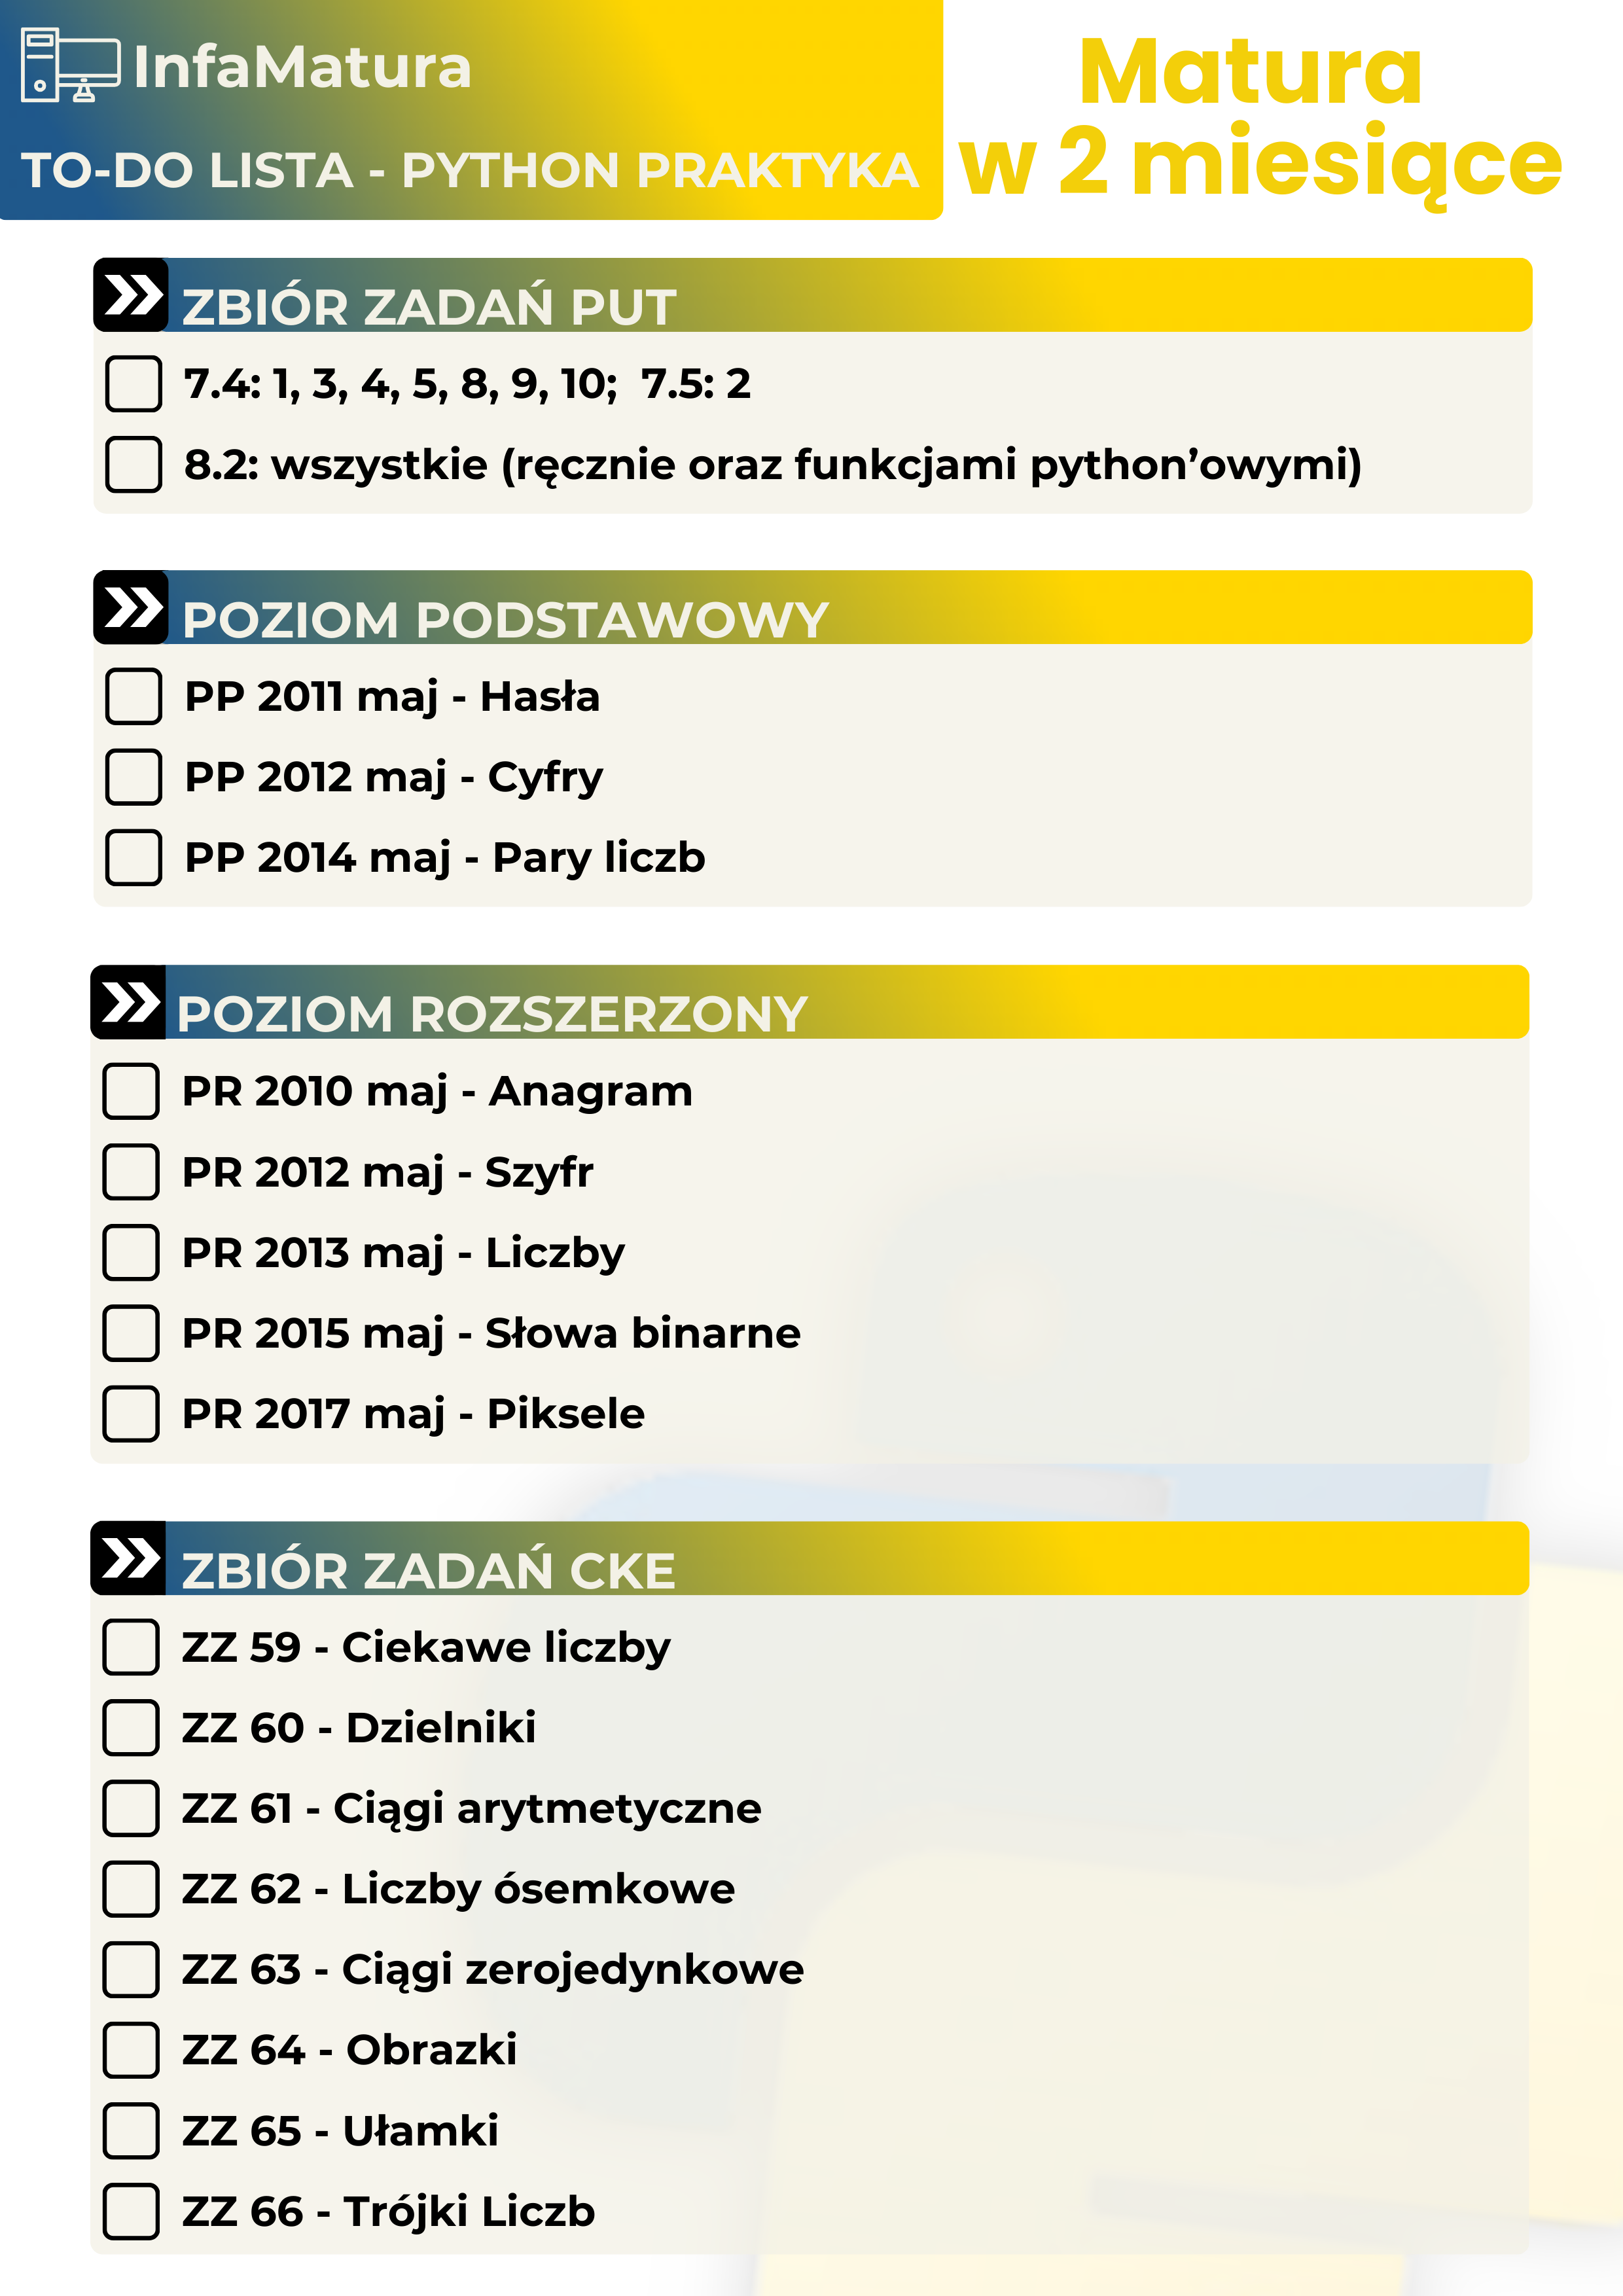 InfaMatura
TO-DO LISTA - PYTHON PRAKTYKA
Matura
w 2 miesiące
ZBIÓR ZADAŃ PUT
7.4: 1, 3, 4, 5, 8, 9, 10;  7.5: 2
8.2: wszystkie (ręcznie oraz funkcjami python’owymi)
POZIOM PODSTAWOWY
PP 2011 maj - Hasła
PP 2012 maj - Cyfry
PP 2014 maj - Pary liczb
POZIOM ROZSZERZONY
PR 2010 maj - Anagram
PR 2012 maj - Szyfr
PR 2013 maj - Liczby
PR 2015 maj - Słowa binarne
PR 2017 maj - Piksele
ZBIÓR ZADAŃ CKE
ZZ 59 - Ciekawe liczby
ZZ 60 - Dzielniki
ZZ 61 - Ciągi arytmetyczne
ZZ 62 - Liczby ósemkowe
ZZ 63 - Ciągi zerojedynkowe
ZZ 64 - Obrazki
ZZ 65 - Ułamki
ZZ 66 - Trójki Liczb